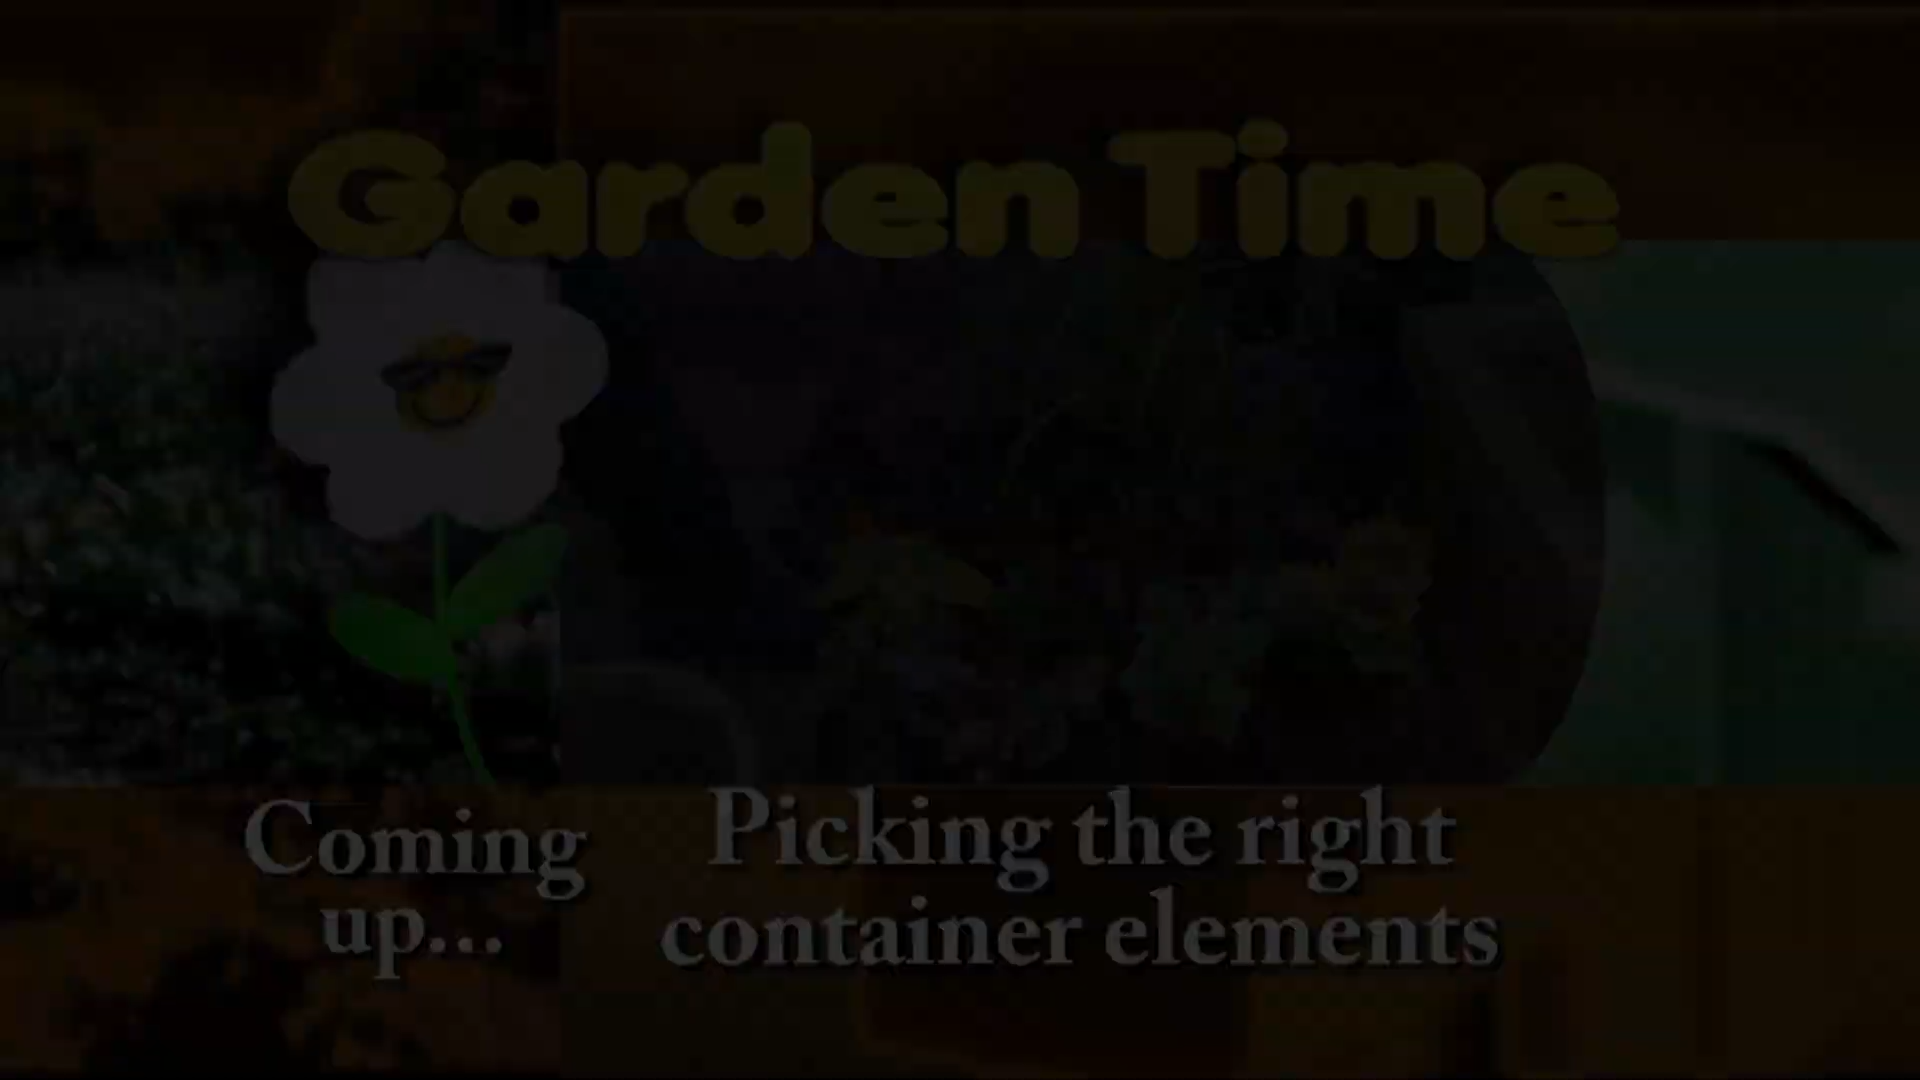 Garden Time
Coming
up...
Picking the right
container elements